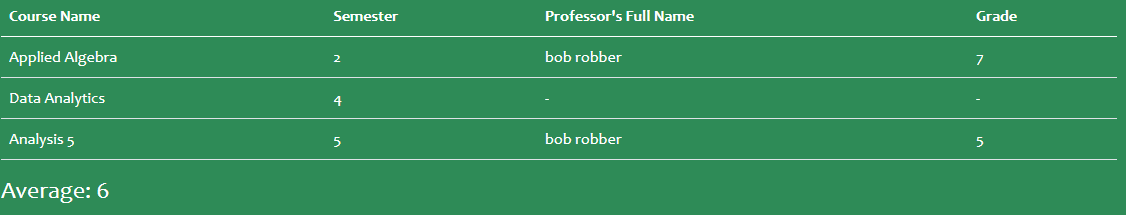 Course Name Semester Professor's Full Name Grade
Applied Algebra 2 bob robber 7
Data Analytics 4 - -
Analysis 5 5 bob robber 5
Average: 6